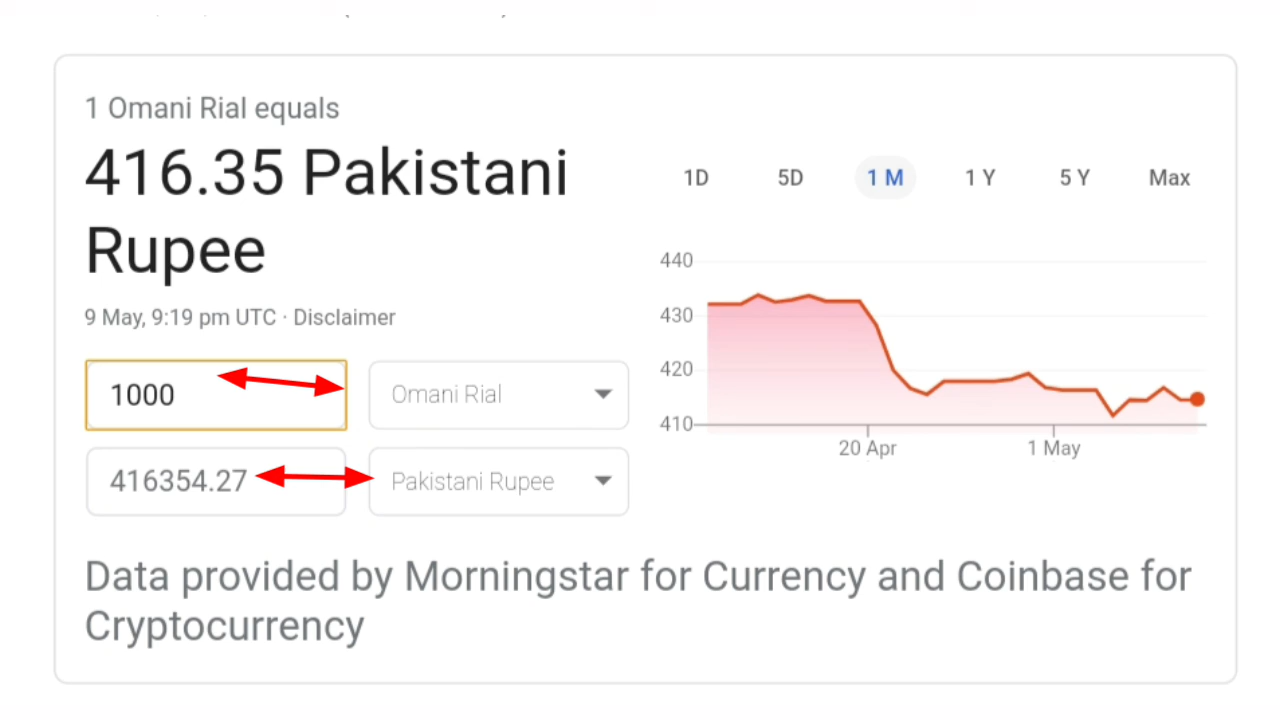 1 Omani Rial equals
416.35 Pakistani
Rupee
9 May, 9:19 pm UTC · Disclaimer
1000
Omani Rial
416354.27
Pakistani Rupee
1D 5D 1 M 1 Y 5 Y Max
440
430
420
410
20 Apr 1 May
Data provided by Morningstar for Currency and Coinbase for
Cryptocurrency